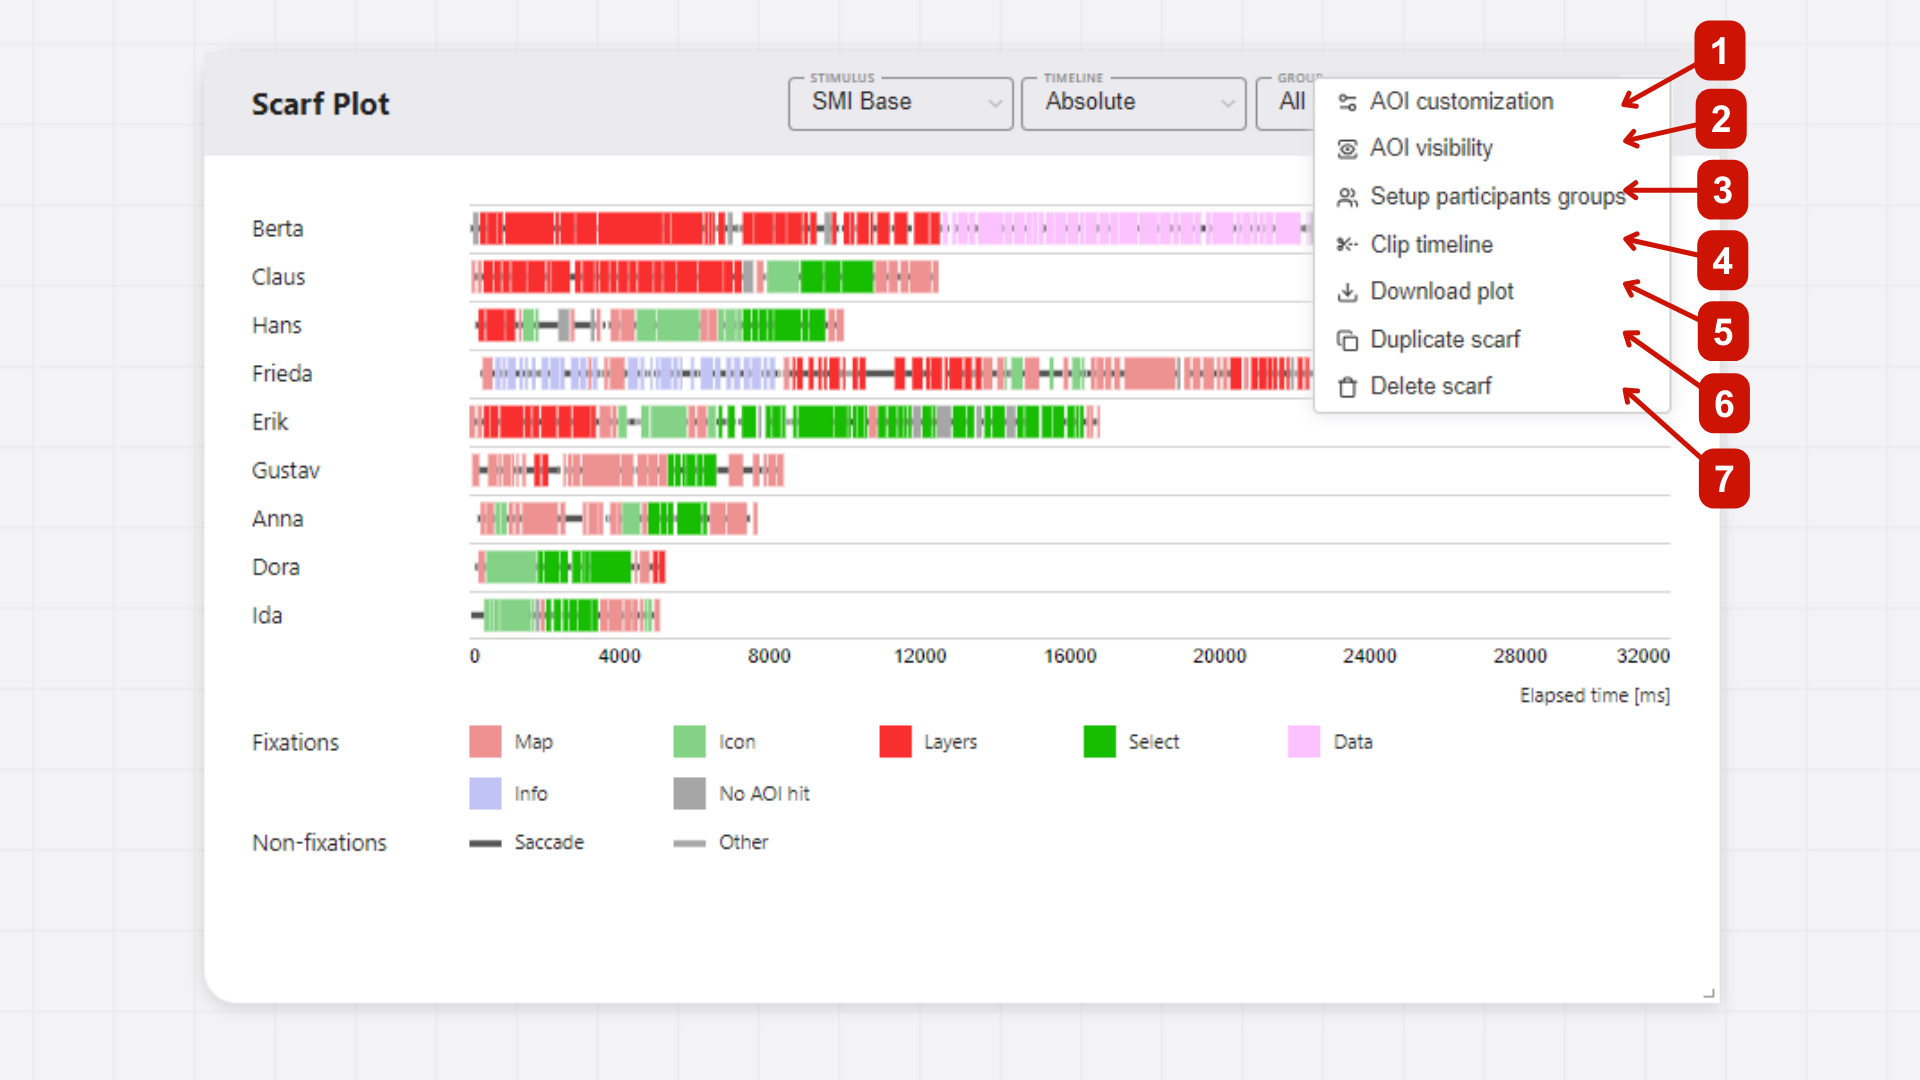 Scarf Plot
STIMULUS
SMI Base
TIMELINE
Absolute
GROUP
All
AOI customization
AOI visibility
Setup participants groups
Clip timeline
Download plot
Duplicate scarf
Delete scarf
1
2
3
4
5
6
7
Berta
Claus
Hans
Frieda
Erik
Gustav
Anna
Dora
Ida
0 4000 8000 12000 16000 20000 24000 28000 32000
Elapsed time [ms]
Fixations Map Icon Layers Select Data
Info No AOI hit
Non-fixations Saccade Other